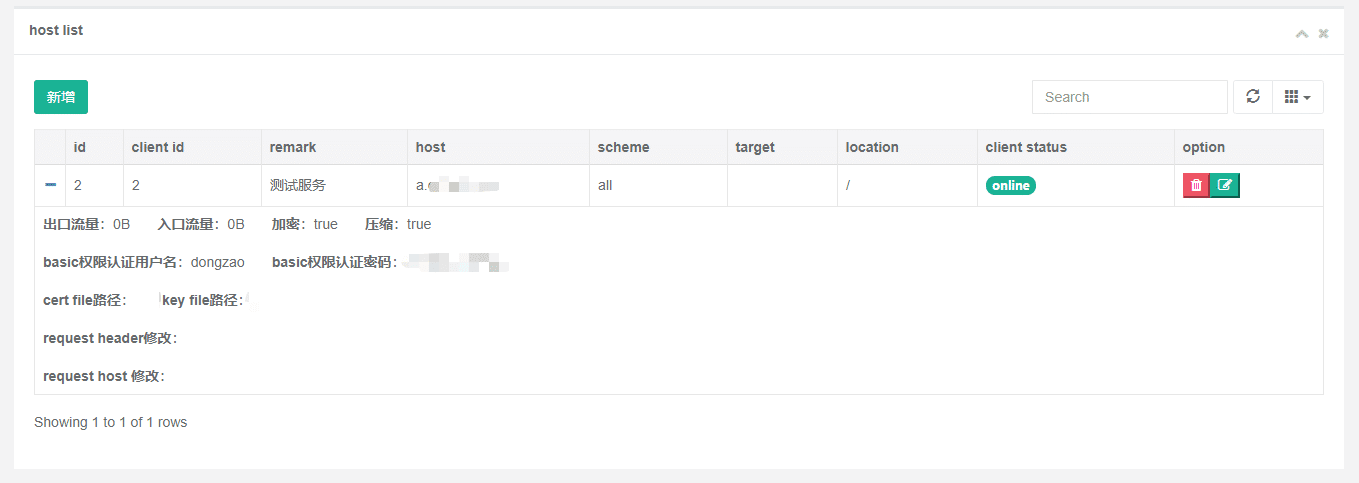 host list
新增 Search
id client id remark host scheme target location client status option
2 2 测试服务 a. all / online
出口流量：0B 入口流量：0B 加密：true 压缩：true
basic权限认证用户名：dongzao basic权限认证密码：
cert file路径： key file路径：
request header修改：
request host 修改：
Showing 1 to 1 of 1 rows